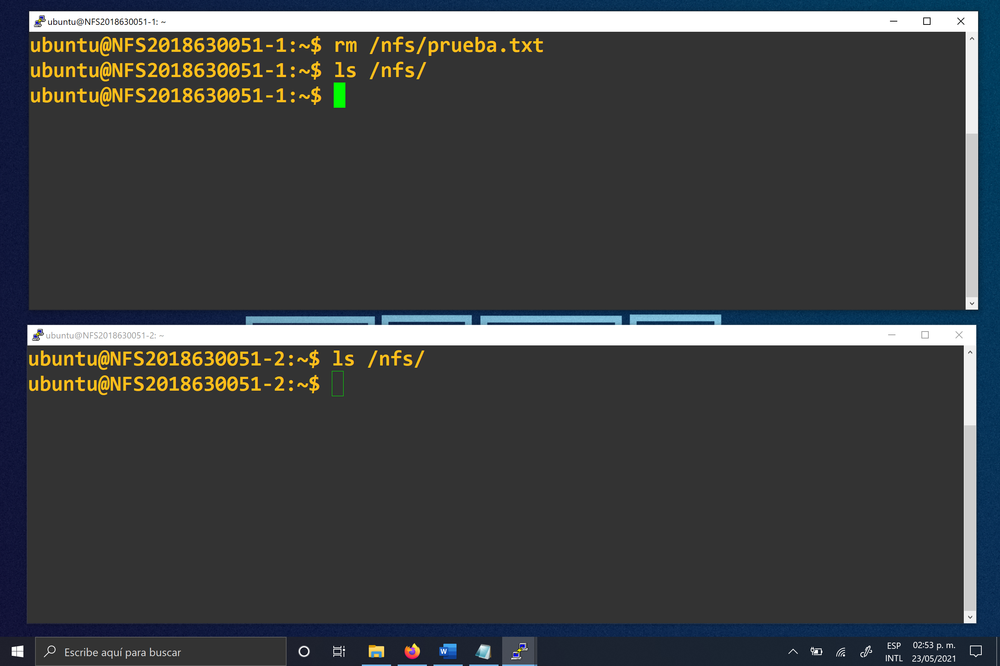 ubuntu@NFS2018630051-1: ~
ubuntu@NFS2018630051-1:~$ rm /nfs/prueba.txt
ubuntu@NFS2018630051-1:~$ ls /nfs/
ubuntu@NFS2018630051-1:~$
ubuntu@NFS2018630051-2: ~
ubuntu@NFS2018630051-2:~$ ls /nfs/
ubuntu@NFS2018630051-2:~$
Escribe aquí para buscar
W
ESP
INTL
02:53 p. m.
23/05/2021